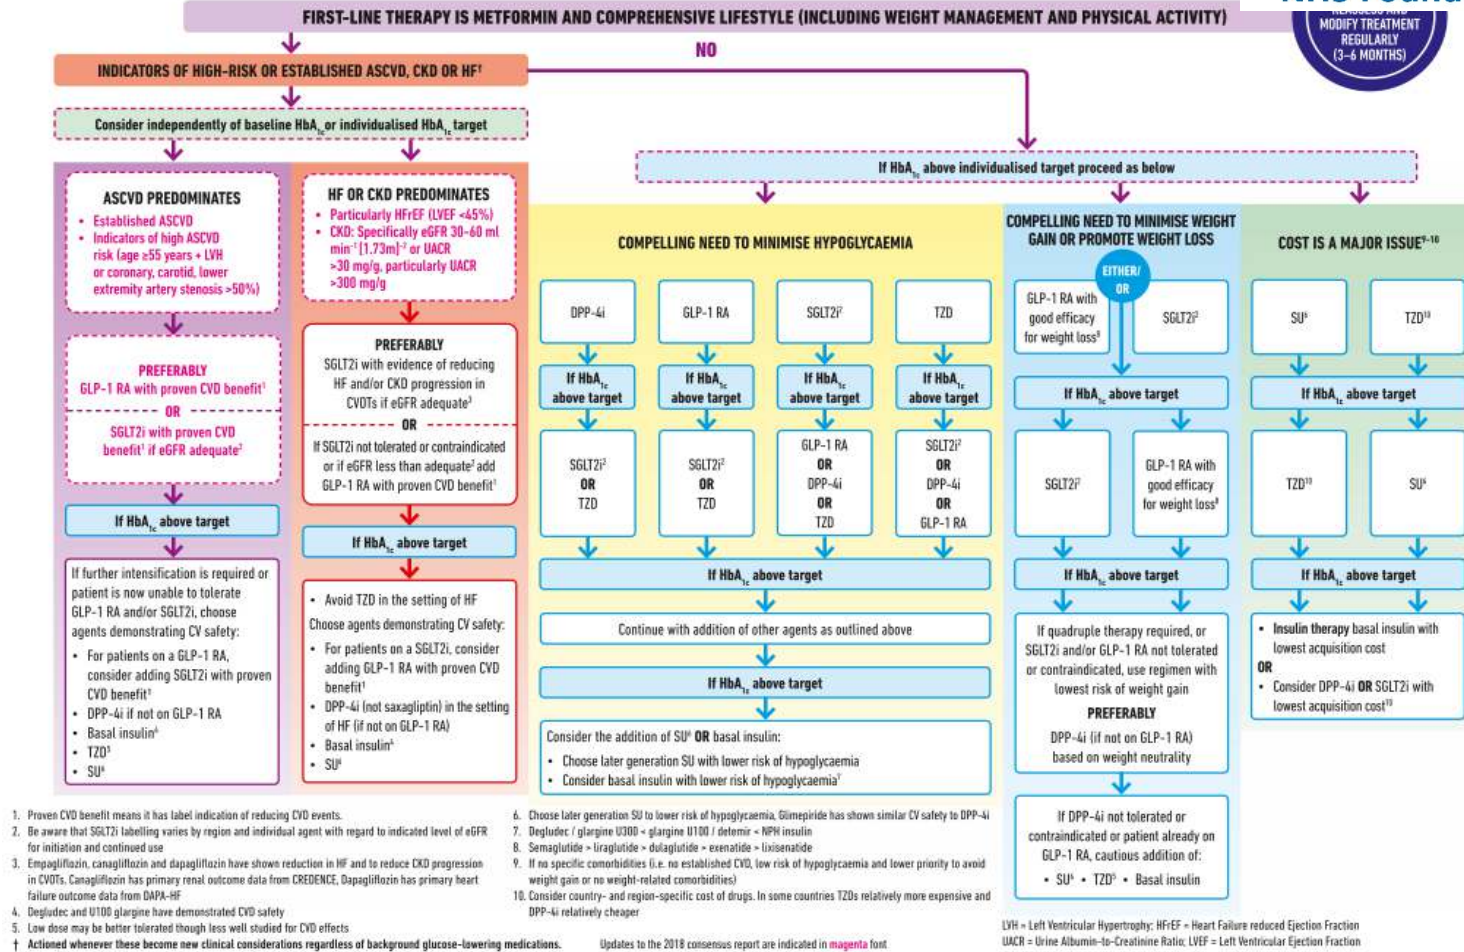 NHS
FIRST-LINE THERAPY IS METFORMIN AND COMPREHENSIVE LIFESTYLE (INCLUDING WEIGHT MANAGEMENT AND PHYSICAL ACTIVITY)
REASSESS AND
MODIFY TREATMENT
REGULARLY
(3–6 MONTHS)
NO
INDICATORS OF HIGH-RISK OR ESTABLISHED ASCVD, CKD OR HF†
Consider independently of baseline HbA1c or individualised HbA1c target
If HbA1c above individualised target proceed as below
ASCVD PREDOMINATES
• Established ASCVD
• Indicators of high ASCVD
risk (age ≥55 years + LVH
or coronary, carotid, lower
extremity artery stenosis >50%)
PREFERABLY
GLP-1 RA with proven CVD benefit¹
OR
SGLT2i with proven CVD
benefit¹ if eGFR adequate²
If HbA1c above target
If further intensification is required or
patient is now unable to tolerate
GLP-1 RA and/or SGLT2i, choose
agents demonstrating CV safety:
• For patients on a GLP-1 RA,
consider adding SGLT2i with proven
CVD benefit¹
• DPP-4i if not on GLP-1 RA
• Basal insulin⁴
• TZD⁵
• SU⁶
HF OR CKD PREDOMINATES
• Particularly HFrEF (LVEF <45%)
• CKD: Specifically eGFR 30-60 ml
min⁻¹ [1.73m]⁻² or UACR
>30 mg/g, particularly UACR
>300 mg/g
PREFERABLY
SGLT2i with evidence of reducing
HF and/or CKD progression in
CVOTs if eGFR adequate³
OR
If SGLT2i not tolerated or contraindicated
or if eGFR less than adequate² add
GLP-1 RA with proven CVD benefit¹
If HbA1c above target
• Avoid TZD in the setting of HF
Choose agents demonstrating CV safety:
• For patients on a SGLT2i, consider
adding GLP-1 RA with proven CVD
benefit¹
• DPP-4i (not saxagliptin) in the setting
of HF (if not on GLP-1 RA)
• Basal insulin⁴
• SU⁶
COMPELLING NEED TO MINIMISE HYPOGLYCAEMIA
DPP-4i
GLP-1 RA
SGLT2i²
TZD
If HbA1c
above target
If HbA1c
above target
If HbA1c
above target
If HbA1c
above target
SGLT2i²
OR
TZD
SGLT2i²
OR
TZD
GLP-1 RA
OR
DPP-4i
OR
TZD
SGLT2i²
OR
DPP-4i
OR
GLP-1 RA
If HbA1c above target
Continue with addition of other agents as outlined above
If HbA1c above target
Consider the addition of SU⁶ OR basal insulin:
• Choose later generation SU with lower risk of hypoglycaemia
• Consider basal insulin with lower risk of hypoglycaemia⁷
COMPELLING NEED TO MINIMISE WEIGHT
GAIN OR PROMOTE WEIGHT LOSS
EITHER/
OR
GLP-1 RA with
good efficacy
for weight loss⁸
SGLT2i²
If HbA1c above target
SGLT2i²
GLP-1 RA with
good efficacy
for weight loss⁸
If HbA1c above target
If quadruple therapy required, or
SGLT2i and/or GLP-1 RA not tolerated
or contraindicated, use regimen with
lowest risk of weight gain
PREFERABLY
DPP-4i (if not on GLP-1 RA)
based on weight neutrality
If DPP-4i not tolerated or
contraindicated or patient already on
GLP-1 RA, cautious addition of:
• SU⁶ • TZD⁵ • Basal insulin
COST IS A MAJOR ISSUE⁹⁻¹⁰
SU⁶
TZD¹⁰
If HbA1c above target
TZD¹⁰
SU⁶
If HbA1c above target
• Insulin therapy basal insulin with
lowest acquisition cost
OR
• Consider DPP-4i OR SGLT2i with
lowest acquisition cost¹⁰
1. Proven CVD benefit means it has label indication of reducing CVD events.
2. Be aware that SGLT2i labelling varies by region and individual agent with regard to indicated level of eGFR
for initiation and continued use
3. Empagliflozin, canagliflozin and dapagliflozin have shown reduction in HF and to reduce CKD progression
in CVOTs. Canagliflozin has primary renal outcome data from CREDENCE, Dapagliflozin has primary heart
failure outcome data from DAPA-HF
4. Degludec and U100 glargine have demonstrated CVD safety
5. Low dose may be better tolerated though less well studied for CVD effects
† Actioned whenever these become new clinical considerations regardless of background glucose-lowering medications.
6. Choose later generation SU to lower risk of hypoglycaemia, Glimepiride has shown similar CV safety to DPP-4i
7. Degludec / glargine U300 < glargine U100 / detemir < NPH insulin
8. Semaglutide > liraglutide > dulaglutide > exenatide > lixisenatide
9. If no specific comorbidities (i.e. no established CVD, low risk of hypoglycaemia and lower priority to avoid
weight gain or no weight-related comorbidities)
10. Consider country- and region-specific cost of drugs. In some countries TZDs relatively more expensive and
DPP-4i relatively cheaper
Updates to the 2018 consensus report are indicated in magenta font
LVH = Left Ventricular Hypertrophy; HFrEF = Heart Failure reduced Ejection Fraction
UACR = Urine Albumin-to-Creatinine Ratio; LVEF = Left Ventricular Ejection Fraction